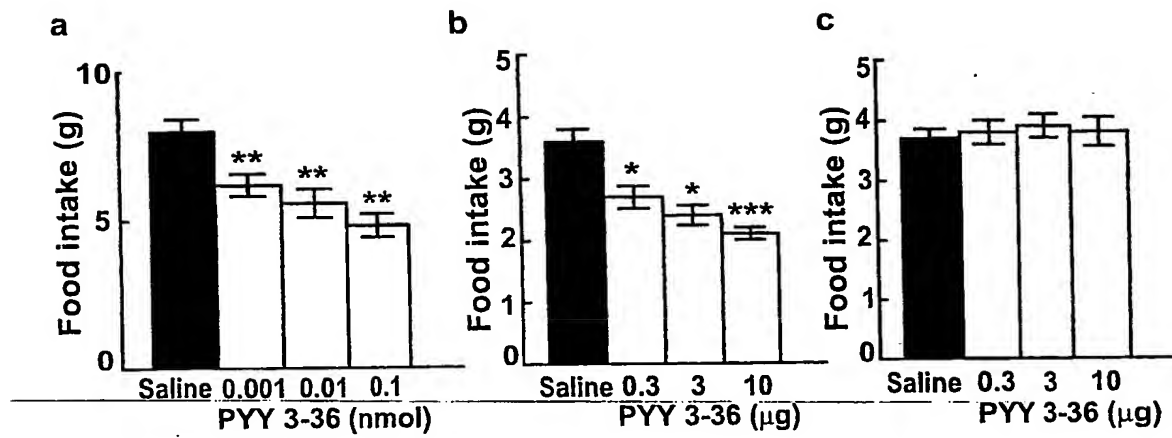 a
b
c
10
5
0
Food intake (g)
**
**
**
Saline 0.001 0.01 0.1
PYY 3-36 (nmol)
5
4
3
2
1
0
Food intake (g)
*
*
***
Saline 0.3 3 10
PYY 3-36 (μg)
5
4
3
2
1
0
Food intake (g)
Saline 0.3 3 10
PYY 3-36 (μg)